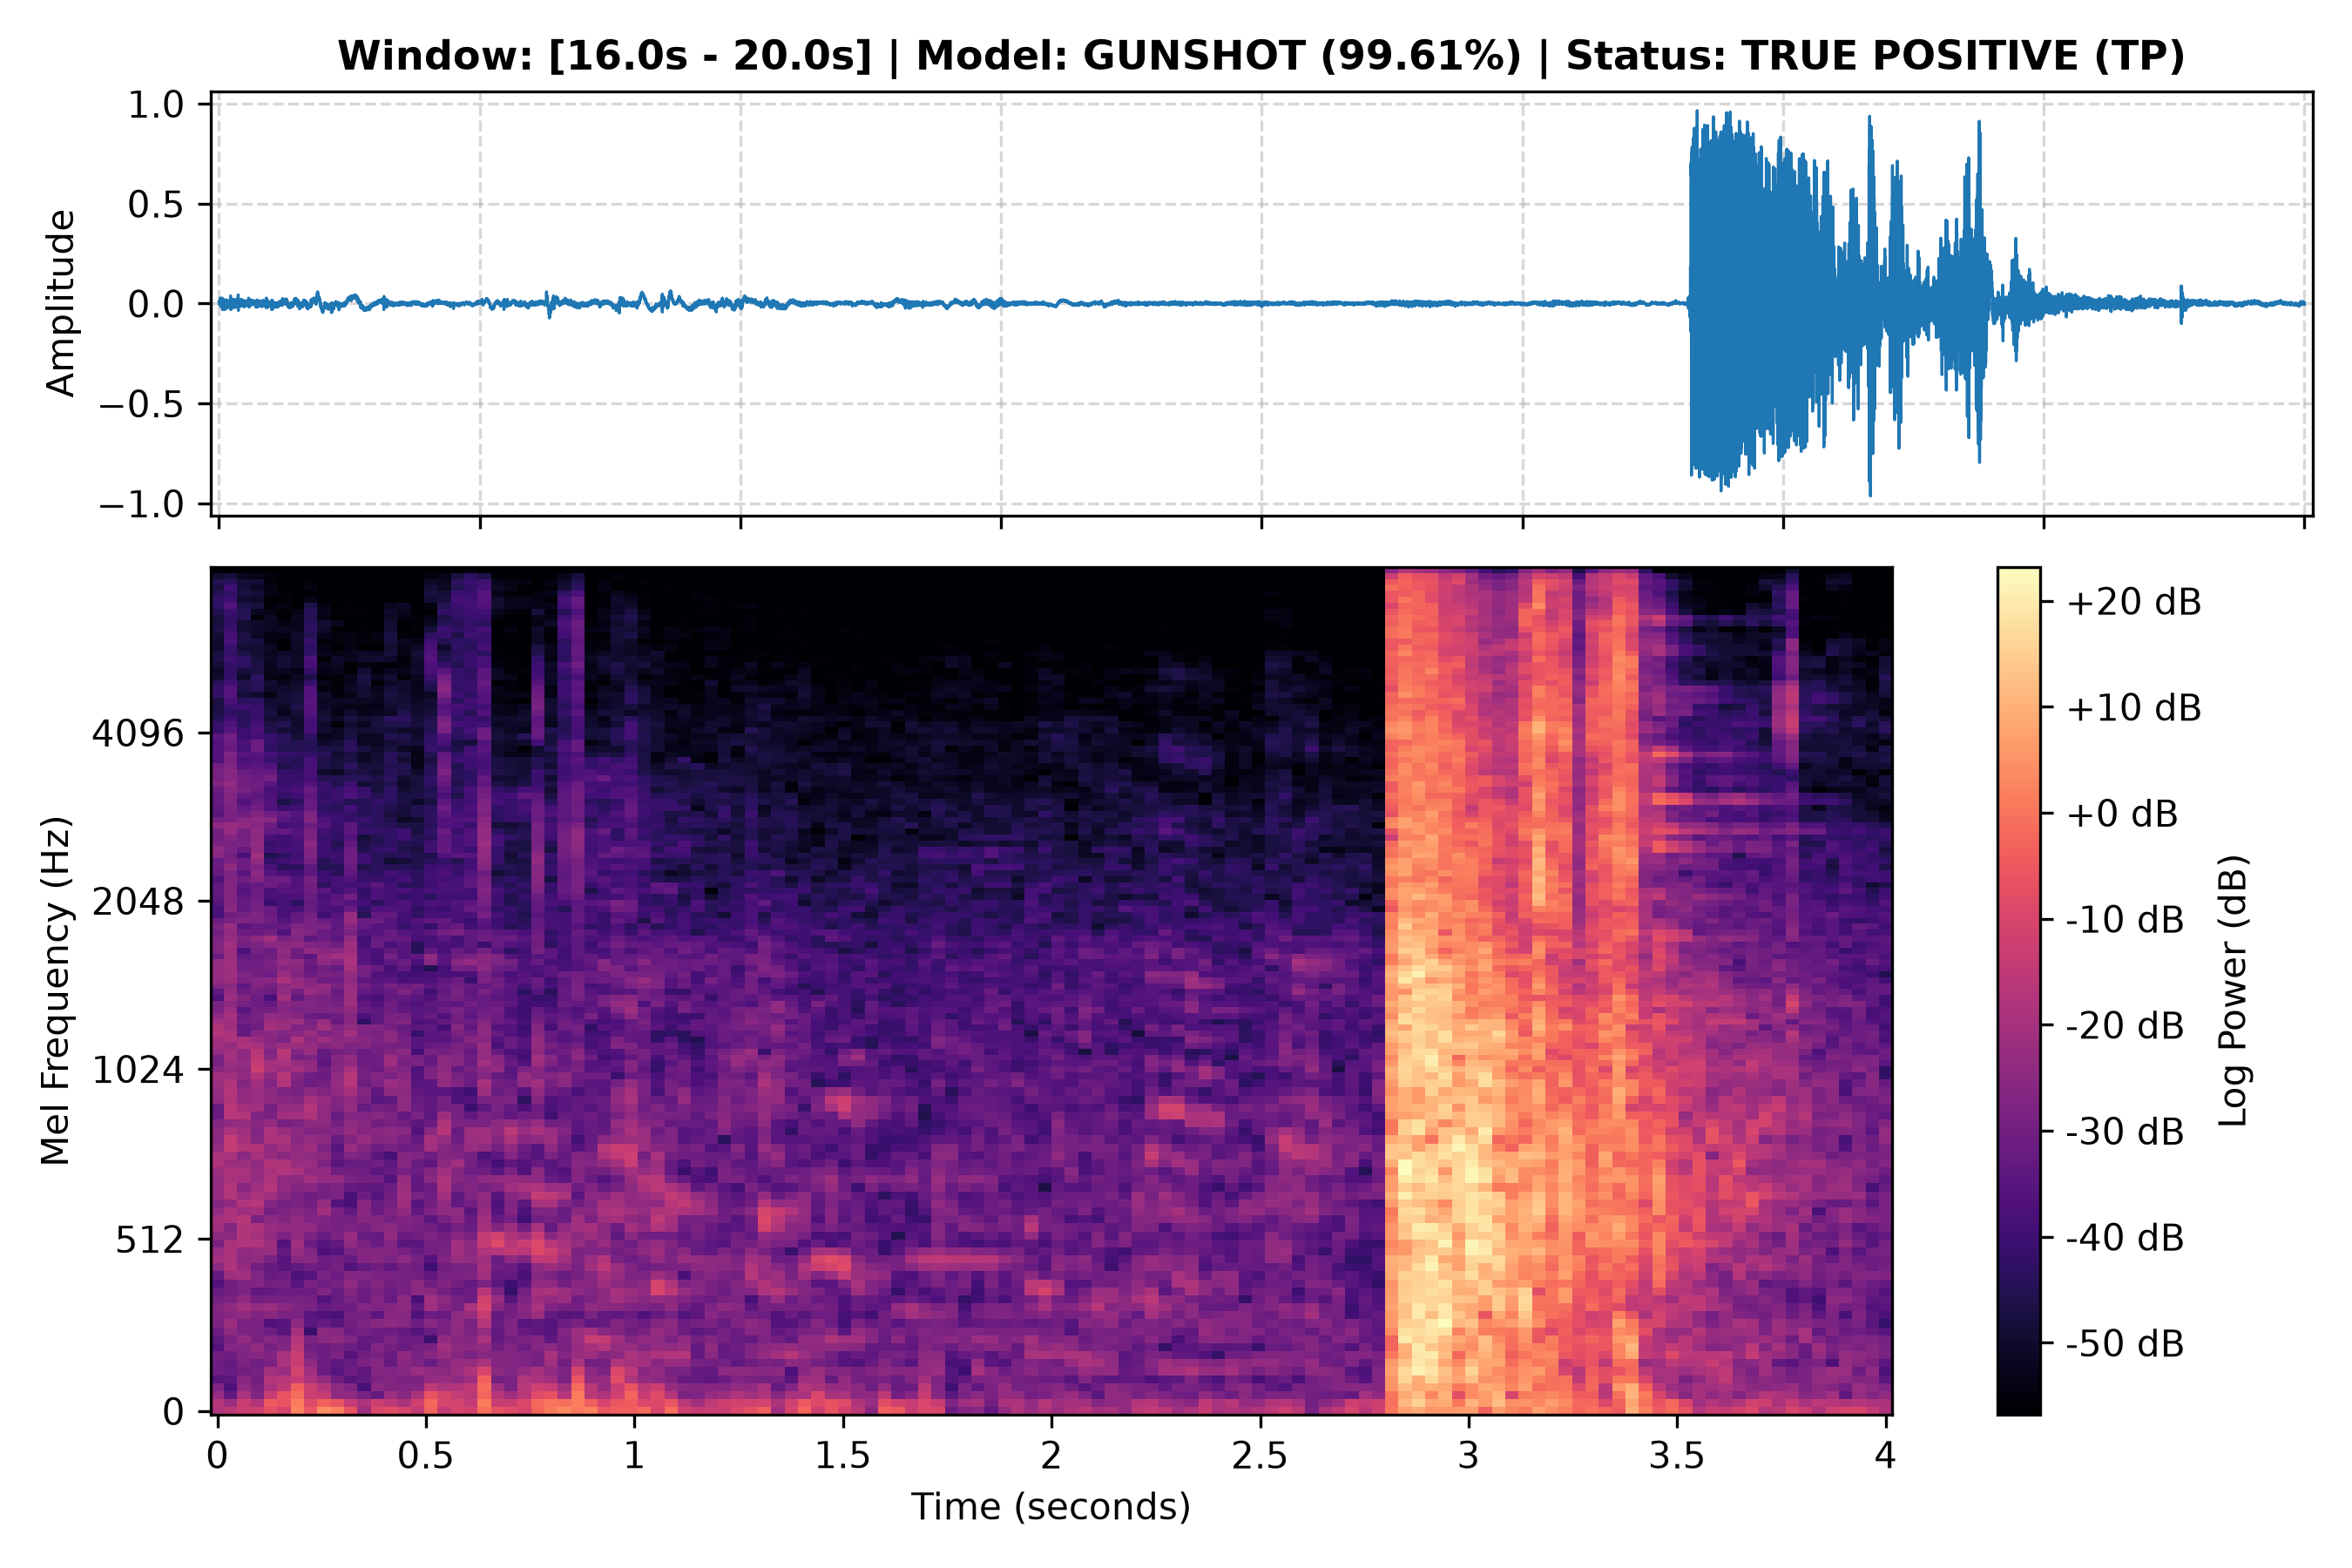 Window: [16.0s - 20.0s] | Model: GUNSHOT (99.61%) | Status: TRUE POSITIVE (TP)
1.0
0.5
0.0
−0.5
−1.0
Amplitude
4096
2048
1024
512
0
Mel Frequency (Hz)
0 0.5 1 1.5 2 2.5 3 3.5 4
Time (seconds)
+20 dB
+10 dB
+0 dB
-10 dB
-20 dB
-30 dB
-40 dB
-50 dB
Log Power (dB)